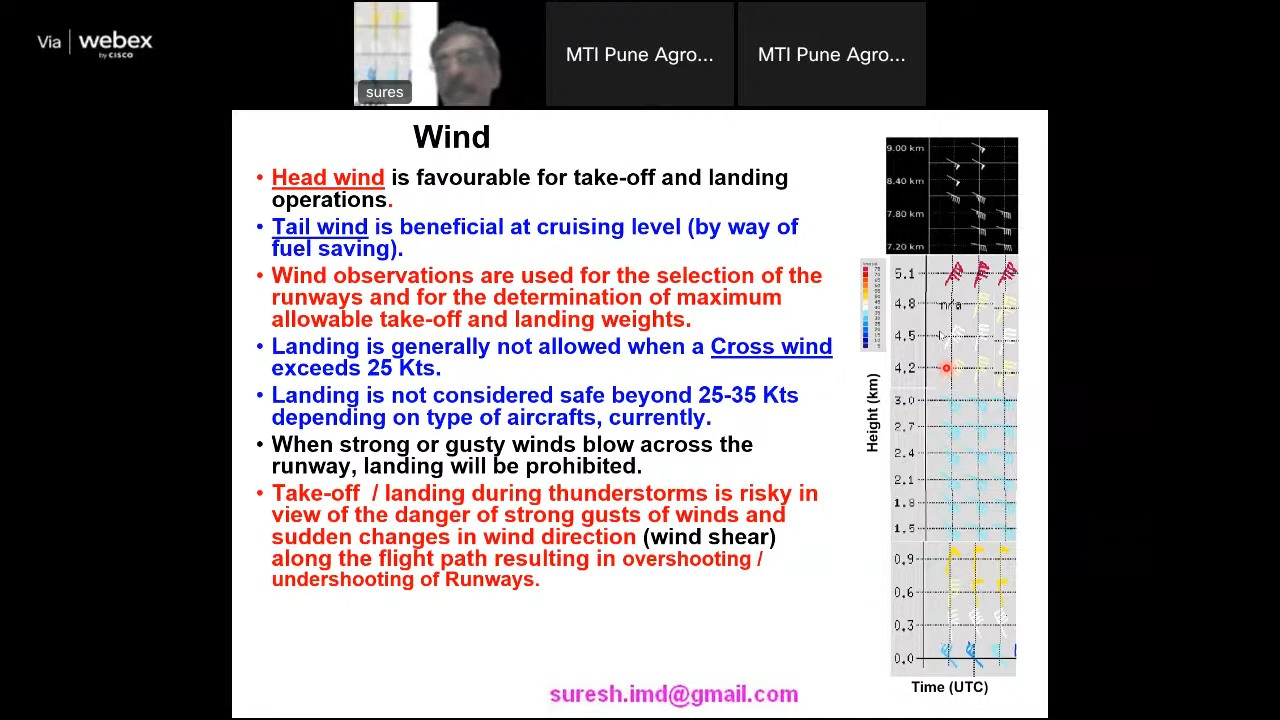 Via webex
by CISCO
sures
MTI Pune Agro...
MTI Pune Agro...
Wind
• Head wind is favourable for take-off and landing
operations.
• Tail wind is beneficial at cruising level (by way of
fuel saving).
• Wind observations are used for the selection of the
runways and for the determination of maximum
allowable take-off and landing weights.
• Landing is generally not allowed when a Cross wind
exceeds 25 Kts.
• Landing is not considered safe beyond 25-35 Kts
depending on type of aircrafts, currently.
• When strong or gusty winds blow across the
runway, landing will be prohibited.
• Take-off / landing during thunderstorms is risky in
view of the danger of strong gusts of winds and
sudden changes in wind direction (wind shear)
along the flight path resulting in overshooting /
undershooting of Runways.
suresh.imd@gmail.com
9.00 km
8.40 km
7.80 km
7.20 km
5.1
4.8
n/a
4.5
4.2
3.0
2.7
2.4
2.1
1.8
1.5
0.9
0.6
0.3
0.0
Height (km)
Time (UTC)